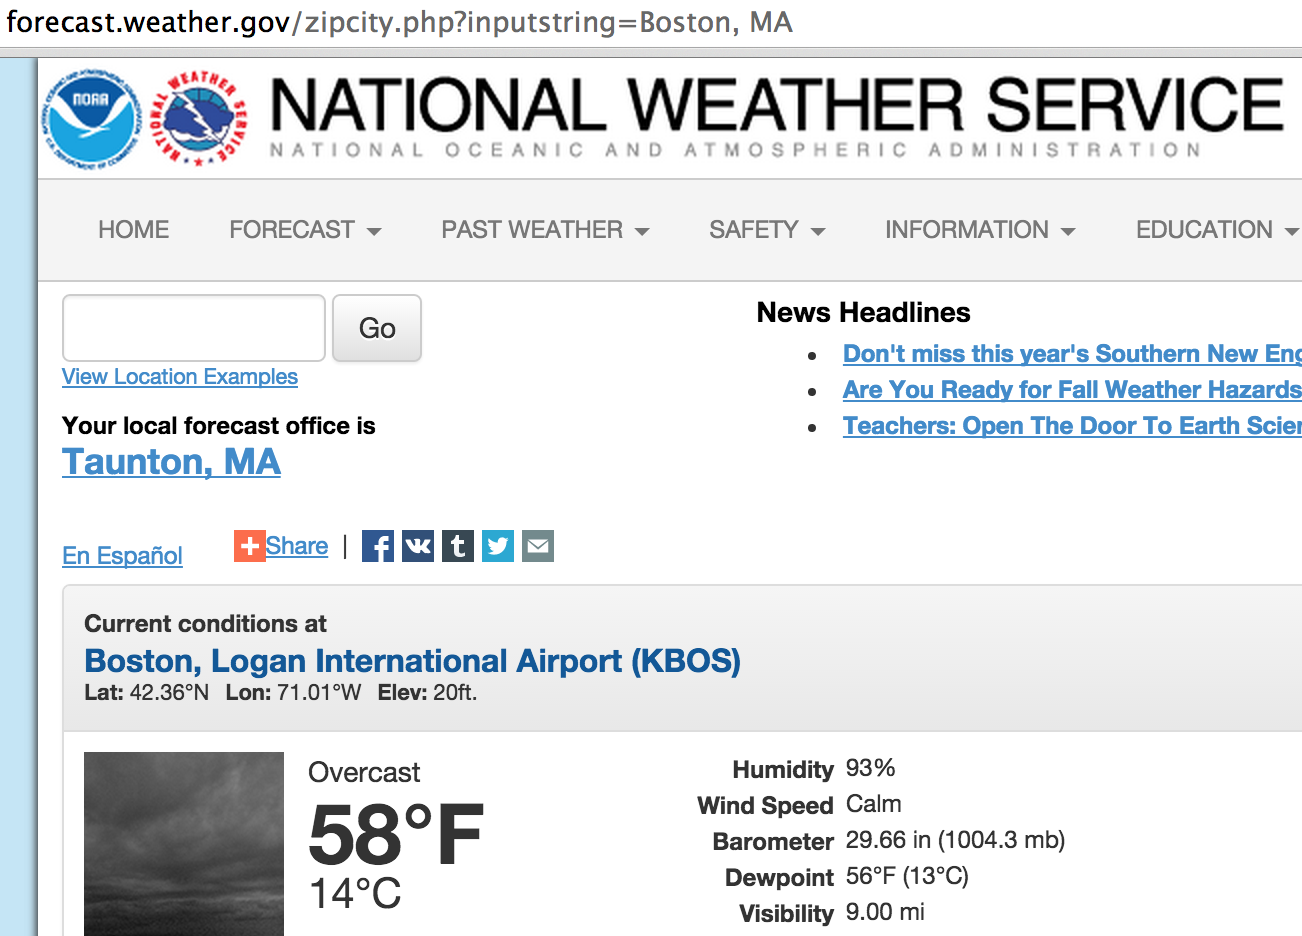 forecast.weather.gov/zipcity.php?inputstring=Boston, MA
NOAA
NATIONAL WEATHER SERVICE
NATIONAL WEATHER SERVICE
NATIONAL OCEANIC AND ATMOSPHERIC ADMINISTRATION
HOME FORECAST PAST WEATHER SAFETY INFORMATION EDUCATION
Go
View Location Examples
News Headlines
Don't miss this year's Southern New Eng
Are You Ready for Fall Weather Hazards
Teachers: Open The Door To Earth Scien
Your local forecast office is
Taunton, MA
En Español
Share |
Current conditions at
Boston, Logan International Airport (KBOS)
Lat: 42.36°N Lon: 71.01°W Elev: 20ft.
Overcast
58°F
14°C
Humidity 93%
Wind Speed Calm
Barometer 29.66 in (1004.3 mb)
Dewpoint 56°F (13°C)
Visibility 9.00 mi